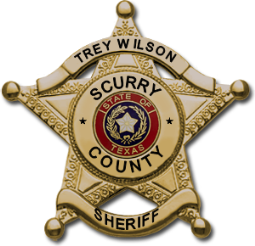 TREY WILSON
SCURRY
STATE OF
TEXAS
COUNTY
SHERIFF